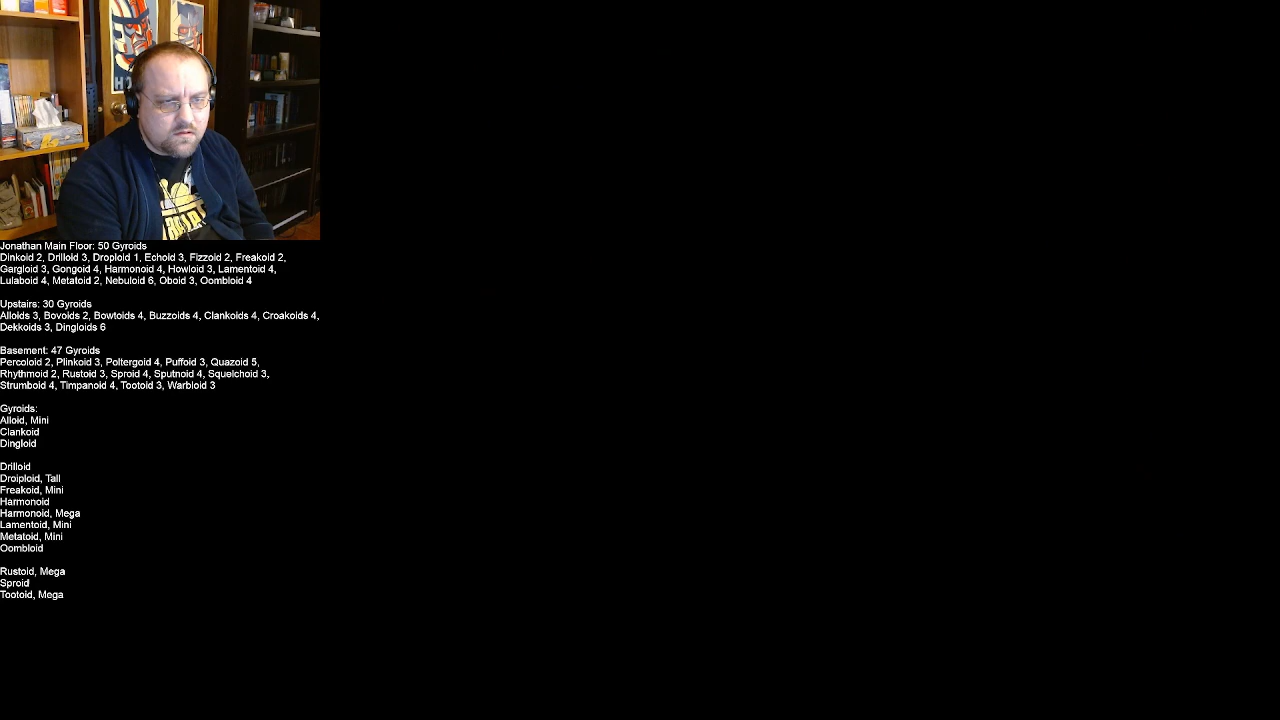 Jonathan Main Floor: 50 Gyroids
Dinkoid 2, Drilloid 3, Droploid 1, Echoid 3, Fizzoid 2, Freakoid 2,
Gargloid 3, Gongoid 4, Harmonoid 4, Howloid 3, Lamentoid 4,
Lulaboid 4, Metatoid 2, Nebuloid 6, Oboid 3, Oombloid 4
Upstairs: 30 Gyroids
Alloids 3, Bovoids 2, Bowtoids 4, Buzzoids 4, Clankoids 4, Croakoids 4,
Dekkoids 3, Dingloids 6
Basement: 47 Gyroids
Percoloid 2, Plinkoid 3, Poltergoid 4, Puffoid 3, Quazoid 5,
Rhythmoid 2, Rustoid 3, Sproid 4, Sputnoid 4, Squelchoid 3,
Strumboid 4, Timpanoid 4, Tootoid 3, Warbloid 3
Gyroids:
Alloid, Mini
Clankoid
Dingloid
Drilloid
Droiploid, Tall
Freakoid, Mini
Harmonoid
Harmonoid, Mega
Lamentoid, Mini
Metatoid, Mini
Oombloid
Rustoid, Mega
Sproid
Tootoid, Mega